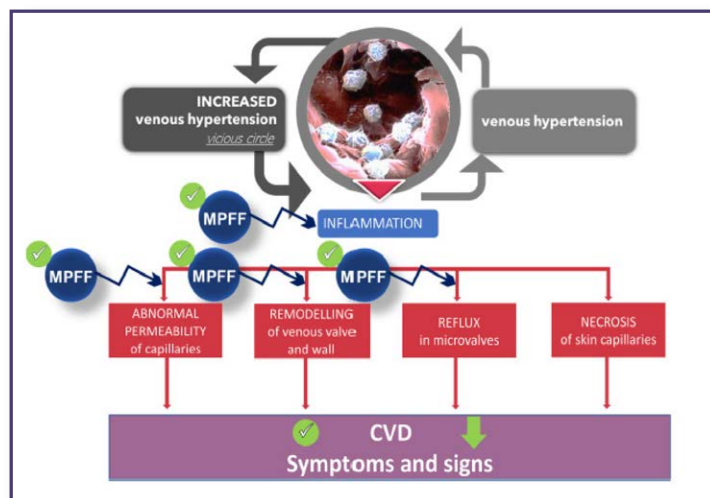 INCREASED
venous hypertension
vicious circle
venous hypertension
MPFF
INFLAMMATION
MPFF
MPFF
MPFF
ABNORMAL
PERMEABILITY
of capillaries
REMODELLING
of venous valve
and wall
REFLUX
in microvalves
NECROSIS
of skin capillaries
CVD
Symptoms and signs